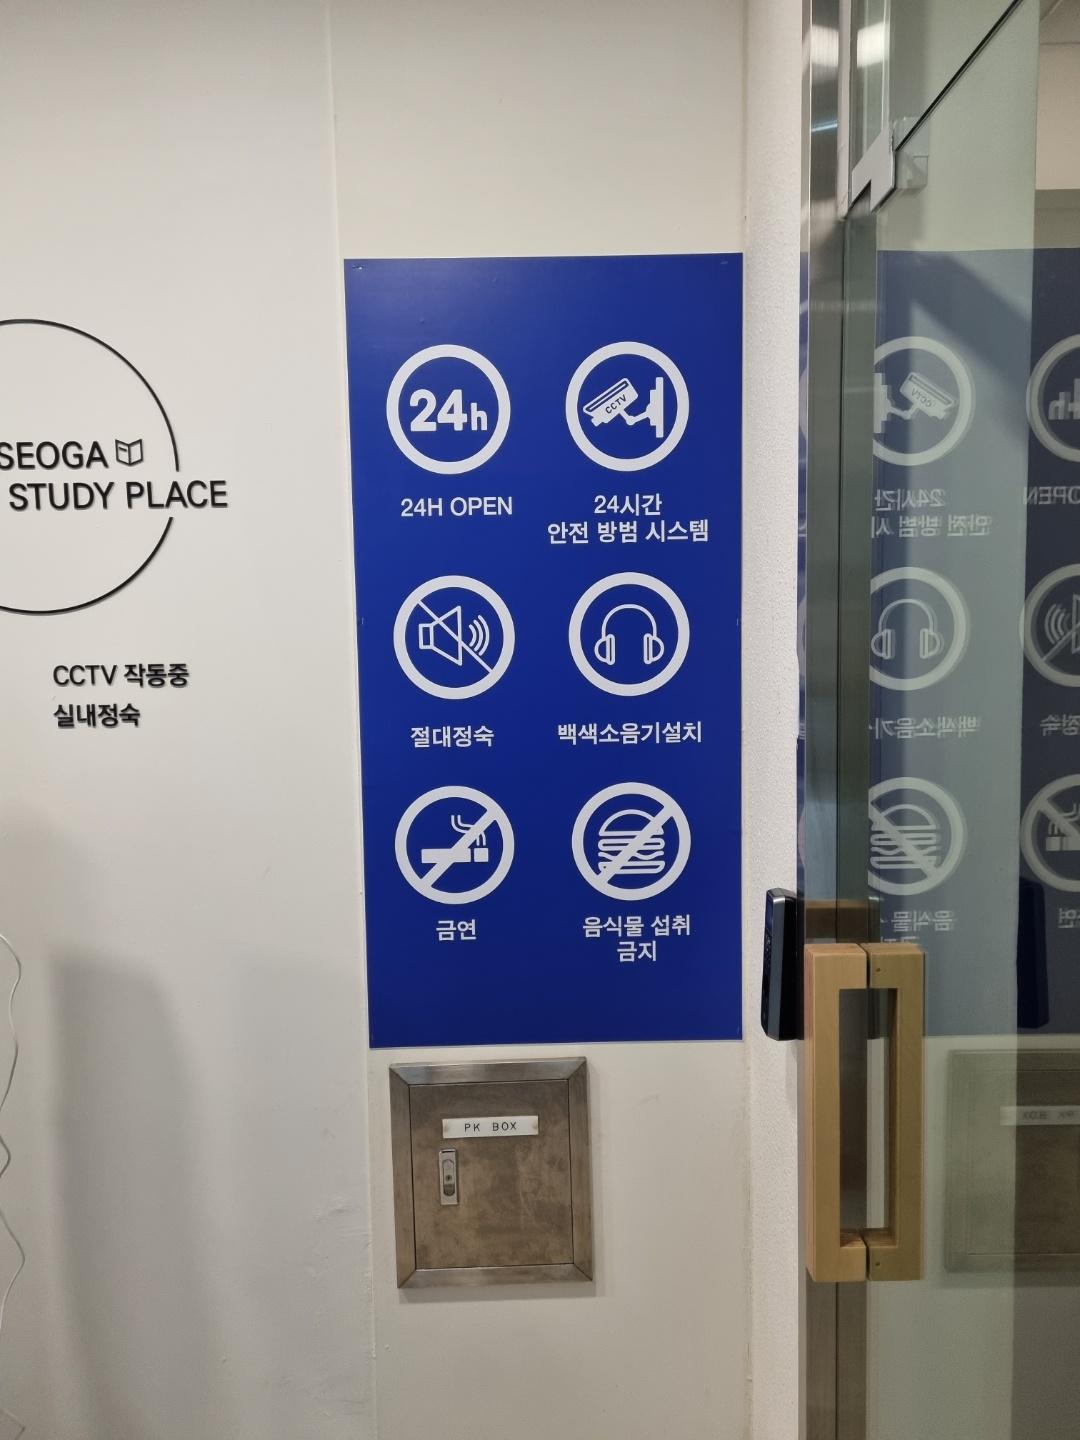 SEOGA
STUDY PLACE
CCTV 작동중
실내정숙
24h
24H OPEN
CCTV
24시간
안전 방범 시스템
절대정숙
백색소음기설치
금연
음식물 섭취
금지
PK BOX